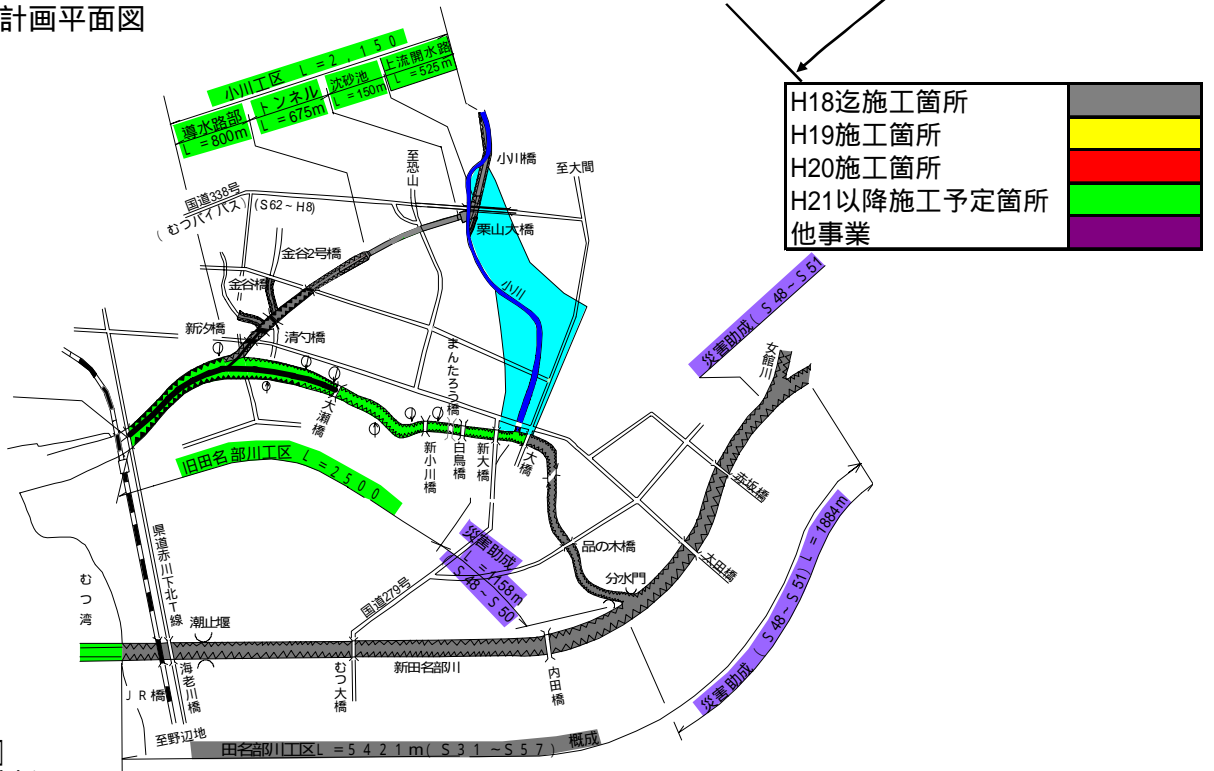 計画平面図
小川工区 L=2,150
導水路部
L=800m
トンネル
L=675m
沈砂池
L=150m
上流開水路
L=525m
H18迄施工箇所
H19施工箇所
H20施工箇所
H21以降施工予定箇所
他事業
至恐山
小川橋
至大間
国道338号
(むつバイパス)(S62~H8)
栗山大橋
金谷2号橋
金谷橋
小川
新汐橋
清勺橋
まんたろう橋
災害助成(S48~S51)
女館川
大瀬橋
新小川橋
白鳥橋
新大橋
大橋
赤坂橋
旧田名部川工区 L=2500
県道赤川下北T線
災害助成
L=1158m
(S48~S50)
品の木橋
太田橋
分水門
災害助成(S48~S51)L=1884m
国道279号
むつ湾
潮止堰
JR橋
海老川橋
むつ大橋
新田名部川
内田橋
至野辺地
田名部川工区L=5421m(S31~S57)
概成